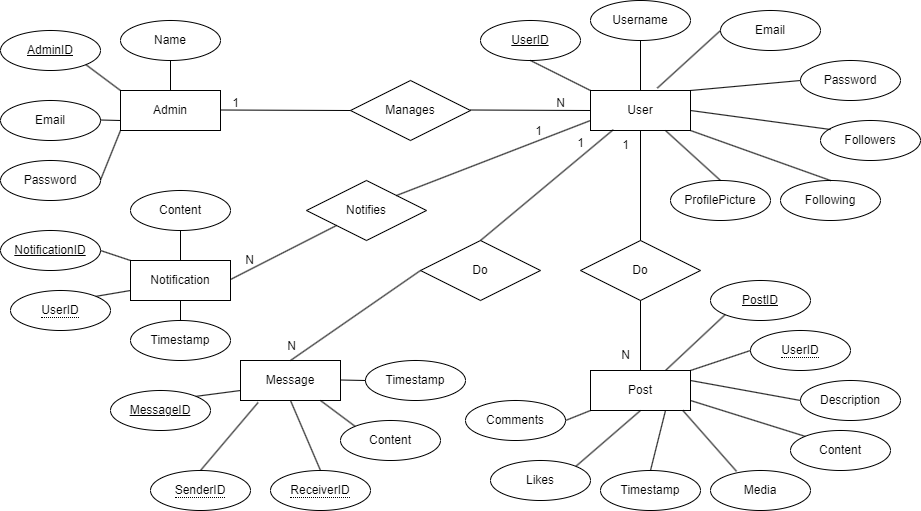 Name
AdminID
Admin
Email
Password
1
Manages
N
UserID
Username
Email
Password
User
Followers
Following
ProfilePicture
1
1
1
Notifies
N
Content
NotificationID
Notification
UserID
Timestamp
Do
Do
N
N
Message
Timestamp
MessageID
Content
SenderID
ReceiverID
PostID
UserID
Post
Description
Comments
Content
Likes
Timestamp
Media